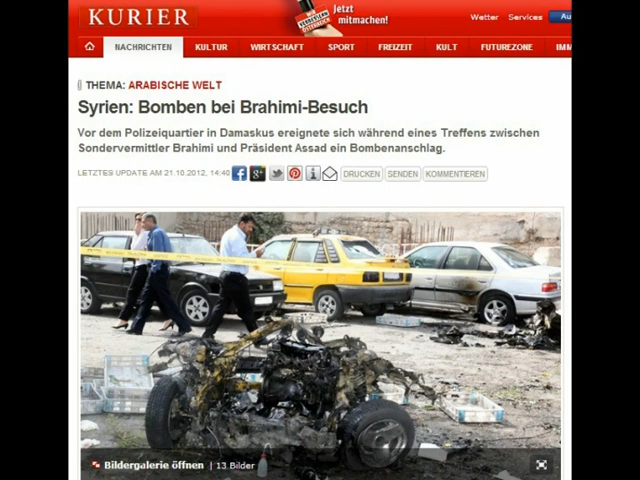 KURIER
Jetzt
mitmachen!
Wetter Services Au
NACHRICHTEN KULTUR WIRTSCHAFT SPORT FREIZEIT KULT FUTUREZONE IMM
THEMA: ARABISCHE WELT
Syrien: Bomben bei Brahimi-Besuch
Vor dem Polizeiquartier in Damaskus ereignete sich während eines Treffens zwischen
Sondervermittler Brahimi und Präsident Assad ein Bombenanschlag.
LETZTES UPDATE AM 21.10.2012, 14:40 DRUCKEN SENDEN KOMMENTIEREN
Bildergalerie öffnen | 13 Bilder